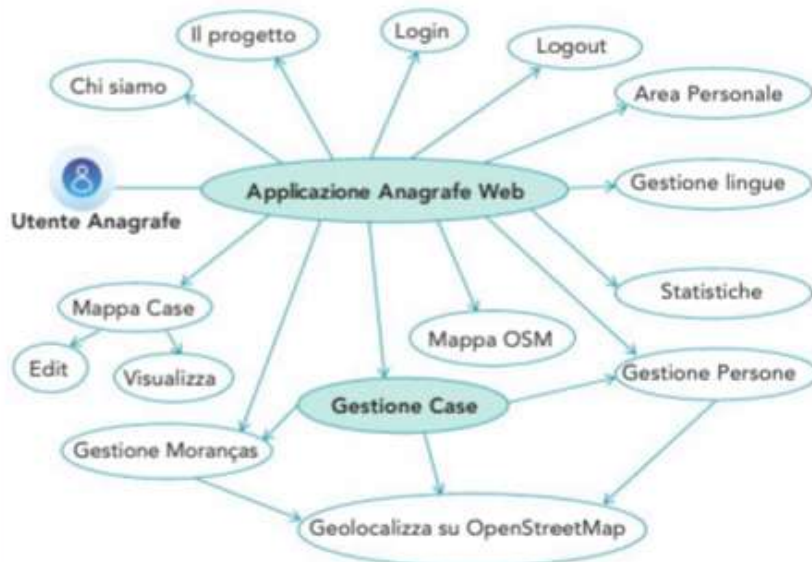 Il progetto
Login
Logout
Chi siamo
Area Personale
Applicazione Anagrafe Web
Gestione lingue
Utente Anagrafe
Mappa Case
Statistiche
Mappa OSM
Edit
Visualizza
Gestione Persone
Gestione Case
Gestione Moranças
Geolocalizza su OpenStreetMap